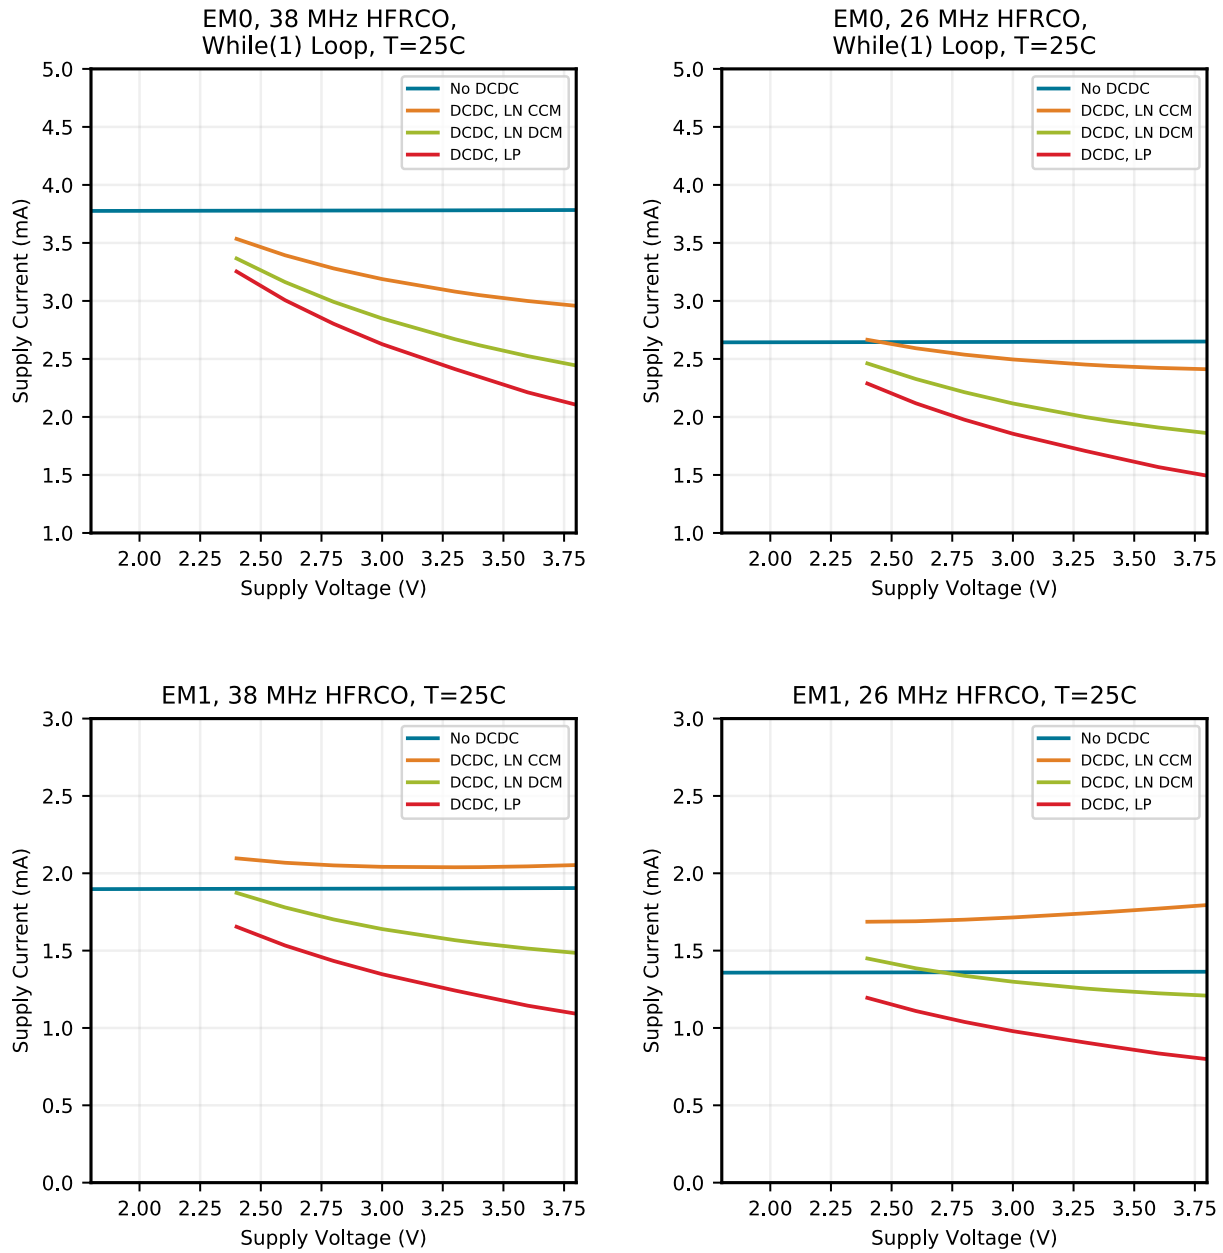 EM0, 38 MHz HFRCO,
While(1) Loop, T=25C
5.0
4.5
4.0
3.5
3.0
2.5
2.0
1.5
1.0
Supply Current (mA)
No DCDC
DCDC, LN CCM
DCDC, LN DCM
DCDC, LP
2.00 2.25 2.50 2.75 3.00 3.25 3.50 3.75
Supply Voltage (V)
EM0, 26 MHz HFRCO,
While(1) Loop, T=25C
5.0
4.5
4.0
3.5
3.0
2.5
2.0
1.5
1.0
Supply Current (mA)
No DCDC
DCDC, LN CCM
DCDC, LN DCM
DCDC, LP
2.00 2.25 2.50 2.75 3.00 3.25 3.50 3.75
Supply Voltage (V)
EM1, 38 MHz HFRCO, T=25C
3.0
2.5
2.0
1.5
1.0
0.5
0.0
Supply Current (mA)
No DCDC
DCDC, LN CCM
DCDC, LN DCM
DCDC, LP
2.00 2.25 2.50 2.75 3.00 3.25 3.50 3.75
Supply Voltage (V)
EM1, 26 MHz HFRCO, T=25C
3.0
2.5
2.0
1.5
1.0
0.5
0.0
Supply Current (mA)
No DCDC
DCDC, LN CCM
DCDC, LN DCM
DCDC, LP
2.00 2.25 2.50 2.75 3.00 3.25 3.50 3.75
Supply Voltage (V)